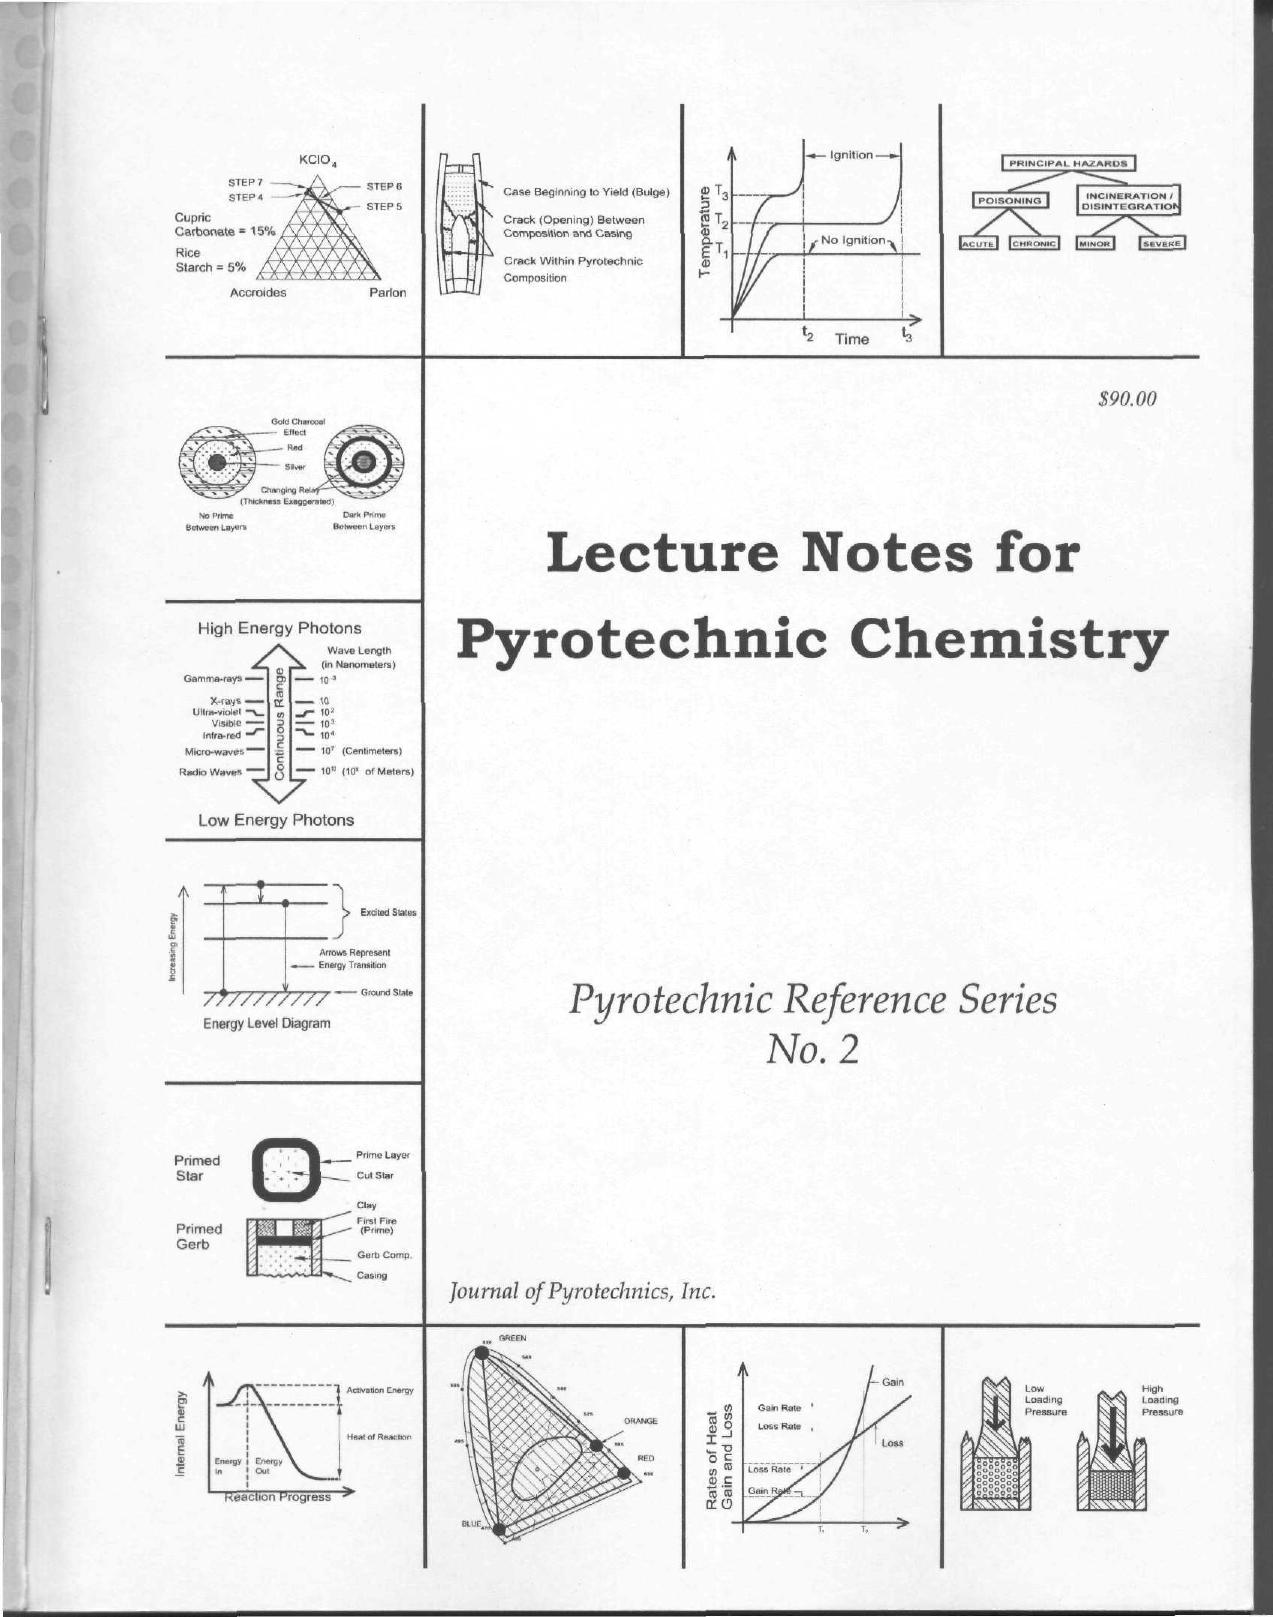 KClO4
STEP 7
STEP 6
STEP 4
STEP 5
Cupric
Carbonate = 15%
Rice
Starch = 5%
Accroides
Parlon
Case Beginning to Yield (Bulge)
Crack (Opening) Between
Composition and Casing
Crack Within Pyrotechnic
Composition
Temperature
T3
T2
T1
Ignition
No Ignition
t2
Time
t3
PRINCIPAL HAZARDS
POISONING
INCINERATION /
DISINTEGRATION
ACUTE
CHRONIC
MINOR
SEVERE
$90.00
Gold Charcoal
Effect
Red
Silver
Changing Relay
(Thickness Exaggerated)
No Prime
Between Layers
Dark Prime
Between Layers
Lecture Notes for
Pyrotechnic Chemistry
High Energy Photons
Wave Length
(in Nanometers)
Continuous Range
Gamma-rays
10⁻³
X-rays
10
Ultra-violet
10²
Visible
10³
Infra-red
10⁴
Micro-waves
10⁷ (Centimeters)
Radio Waves
of Meters)
Low Energy Photons
Increasing Energy
Excited States
Arrows Represent
Energy Transition
Ground State
Energy Level Diagram
Pyrotechnic Reference Series
No. 2
Primed
Star
Prime Layer
Cut Star
Primed
Gerb
Clay
First Fire
(Prime)
Gerb Comp.
Casing
Journal of Pyrotechnics, Inc.
Internal Energy
Activation Energy
Heat of Reaction
Energy
In
Energy
Out
Reaction Progress
GREEN
ORANGE
RED
BLUE
Rates of Heat
Gain and Loss
Gain
Gain Rate
Loss Rate
Loss
Loss Rate
Gain Rate
Low
Loading
Pressure
High
Loading
Pressure